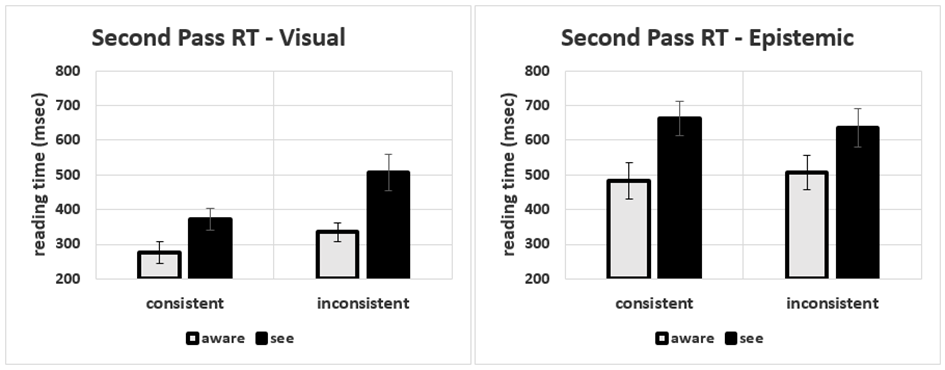 Second Pass RT - Visual
reading time (msec)
800
700
600
500
400
300
200
consistent inconsistent
aware see
Second Pass RT - Epistemic
reading time (msec)
800
700
600
500
400
300
200
consistent inconsistent
aware see